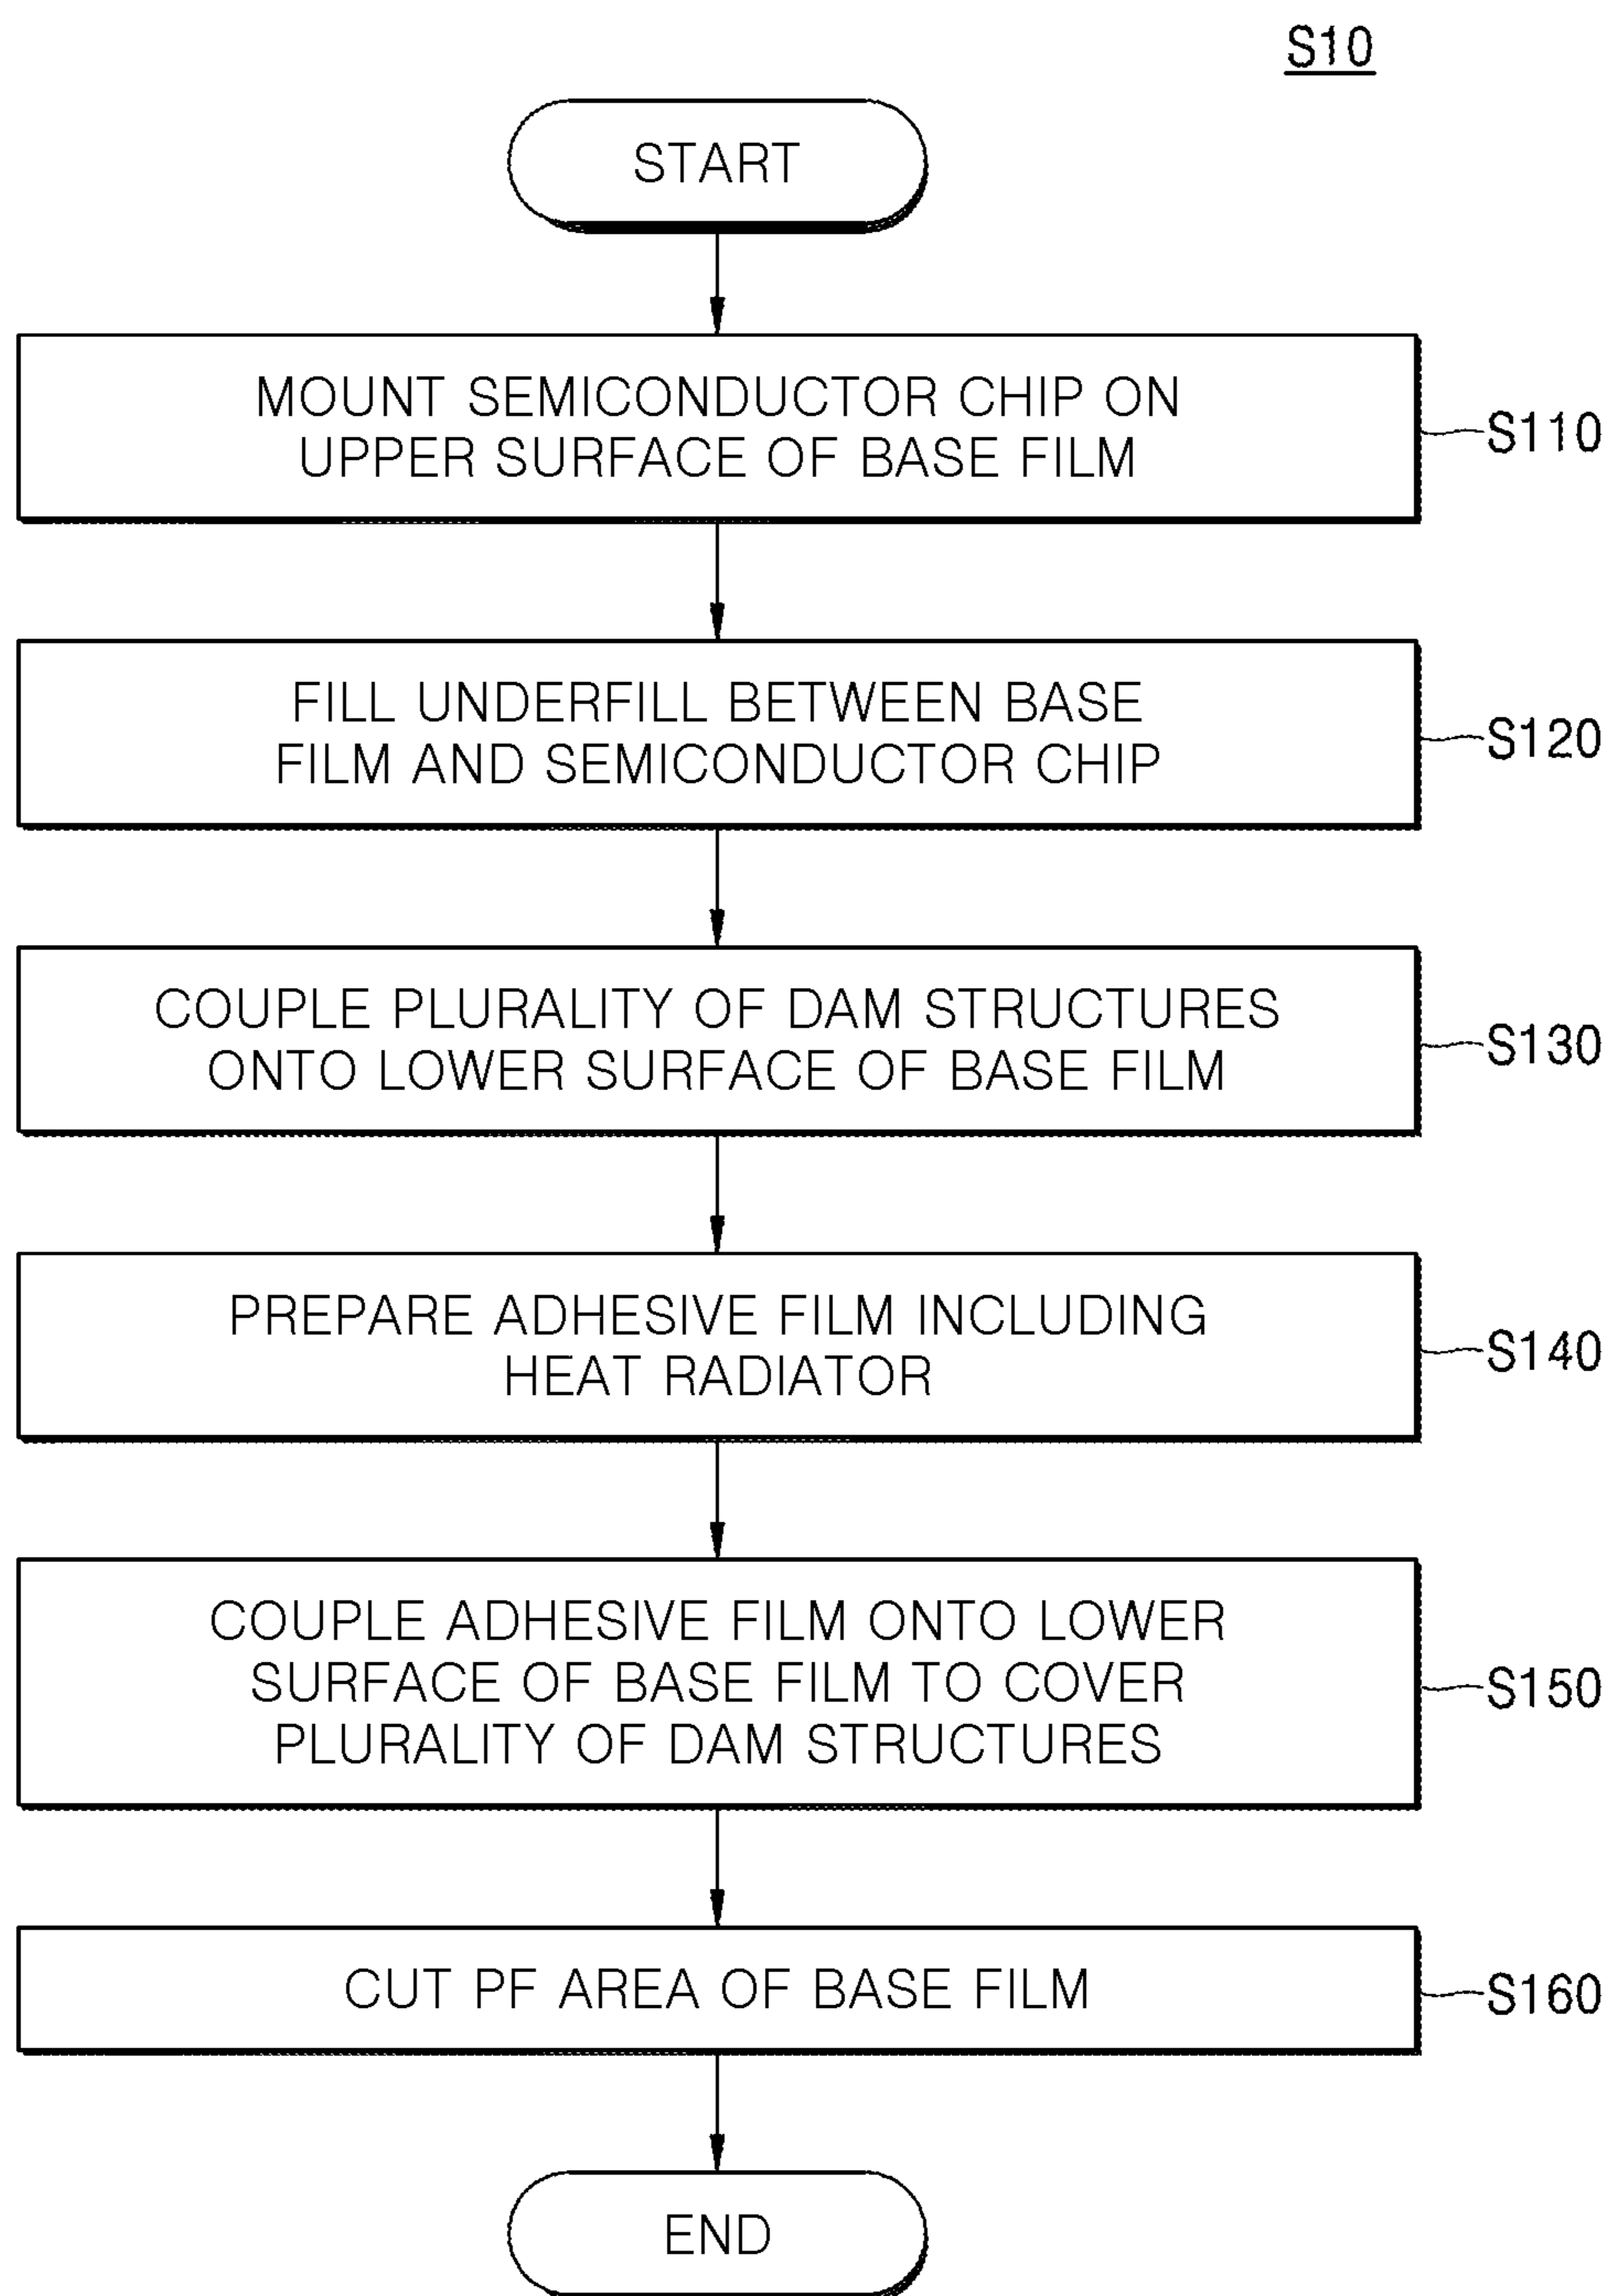 S10
START
MOUNT SEMICONDUCTOR CHIP ON
UPPER SURFACE OF BASE FILM
S110
FILL UNDERFILL BETWEEN BASE
FILM AND SEMICONDUCTOR CHIP
S120
COUPLE PLURALITY OF DAM STRUCTURES
ONTO LOWER SURFACE OF BASE FILM
S130
PREPARE ADHESIVE FILM INCLUDING
HEAT RADIATOR
S140
COUPLE ADHESIVE FILM ONTO LOWER
SURFACE OF BASE FILM TO COVER
PLURALITY OF DAM STRUCTURES
S150
CUT PF AREA OF BASE FILM
S160
END